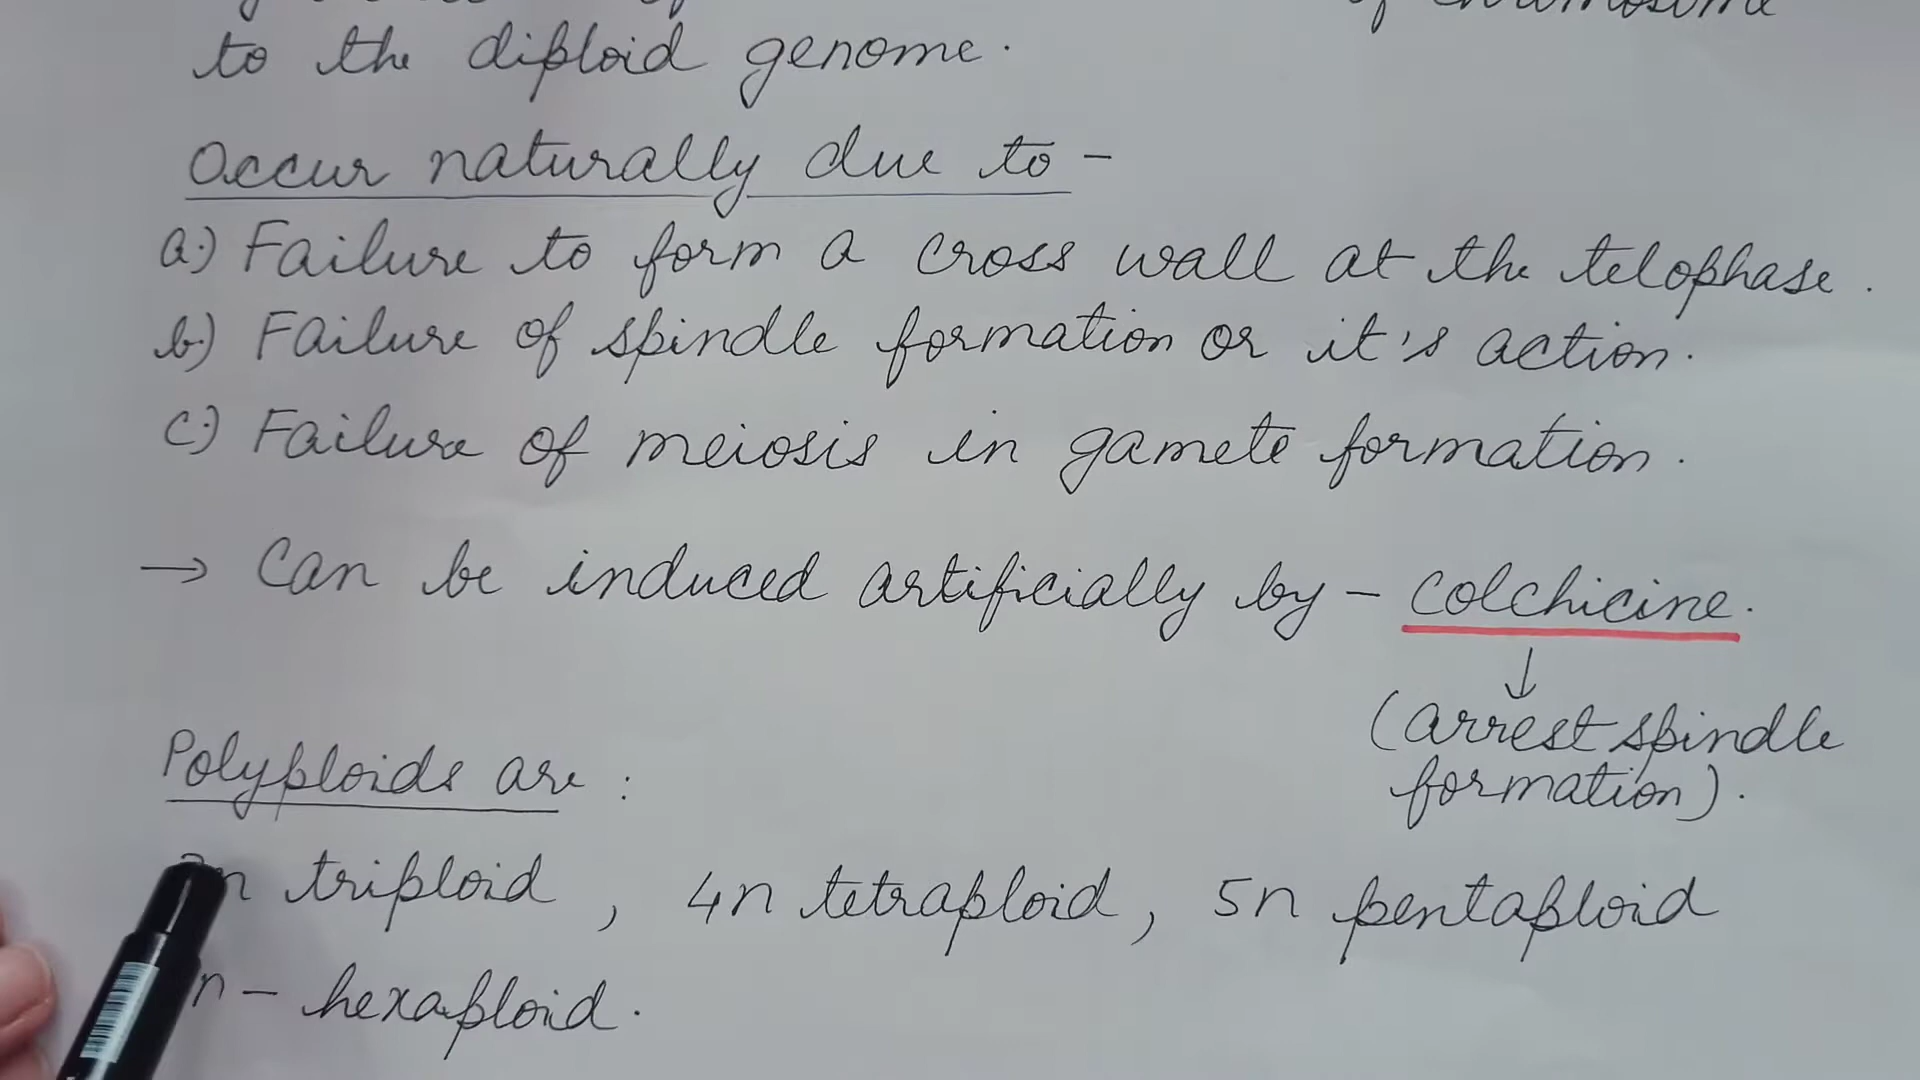 of chromosome
to the diploid genome.
Occur naturally due to -
a.) Failure to form a cross wall at the telophase.
b.) Failure of spindle formation or it's action.
c.) Failure of meiosis in gamete formation.
→ Can be induced artificially by - colchicine.
↓
(arrest spindle
formation).
Polyploids are :
n triploid, 4n tetraploid, 5n pentaploid
n - hexaploid.